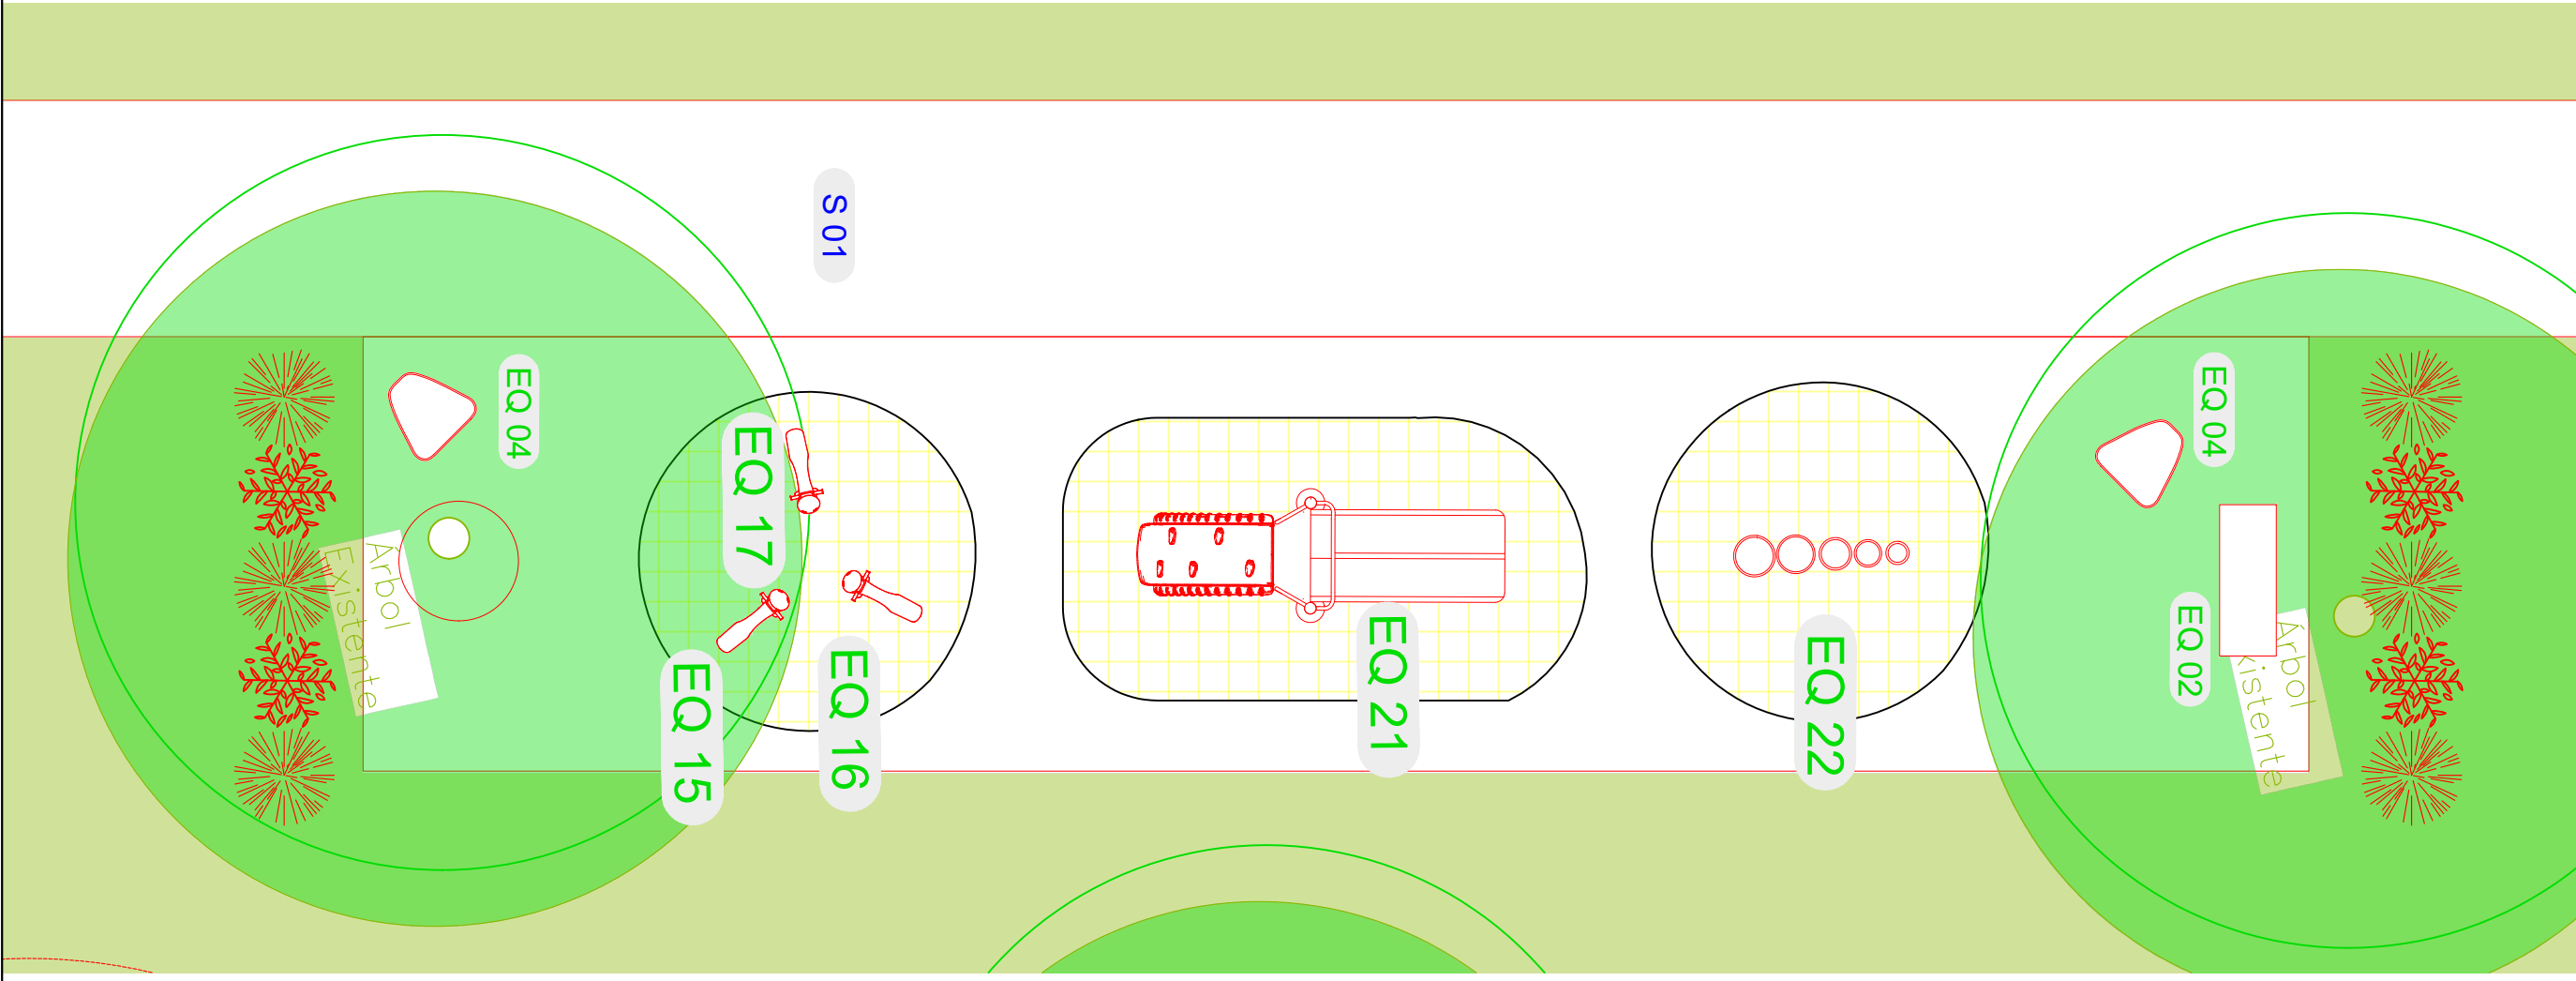 S 01
EQ 04
EQ 17
EQ 15
EQ 16
EQ 21
EQ 22
EQ 04
EQ 02
Árbol
Existente
Árbol
xistente